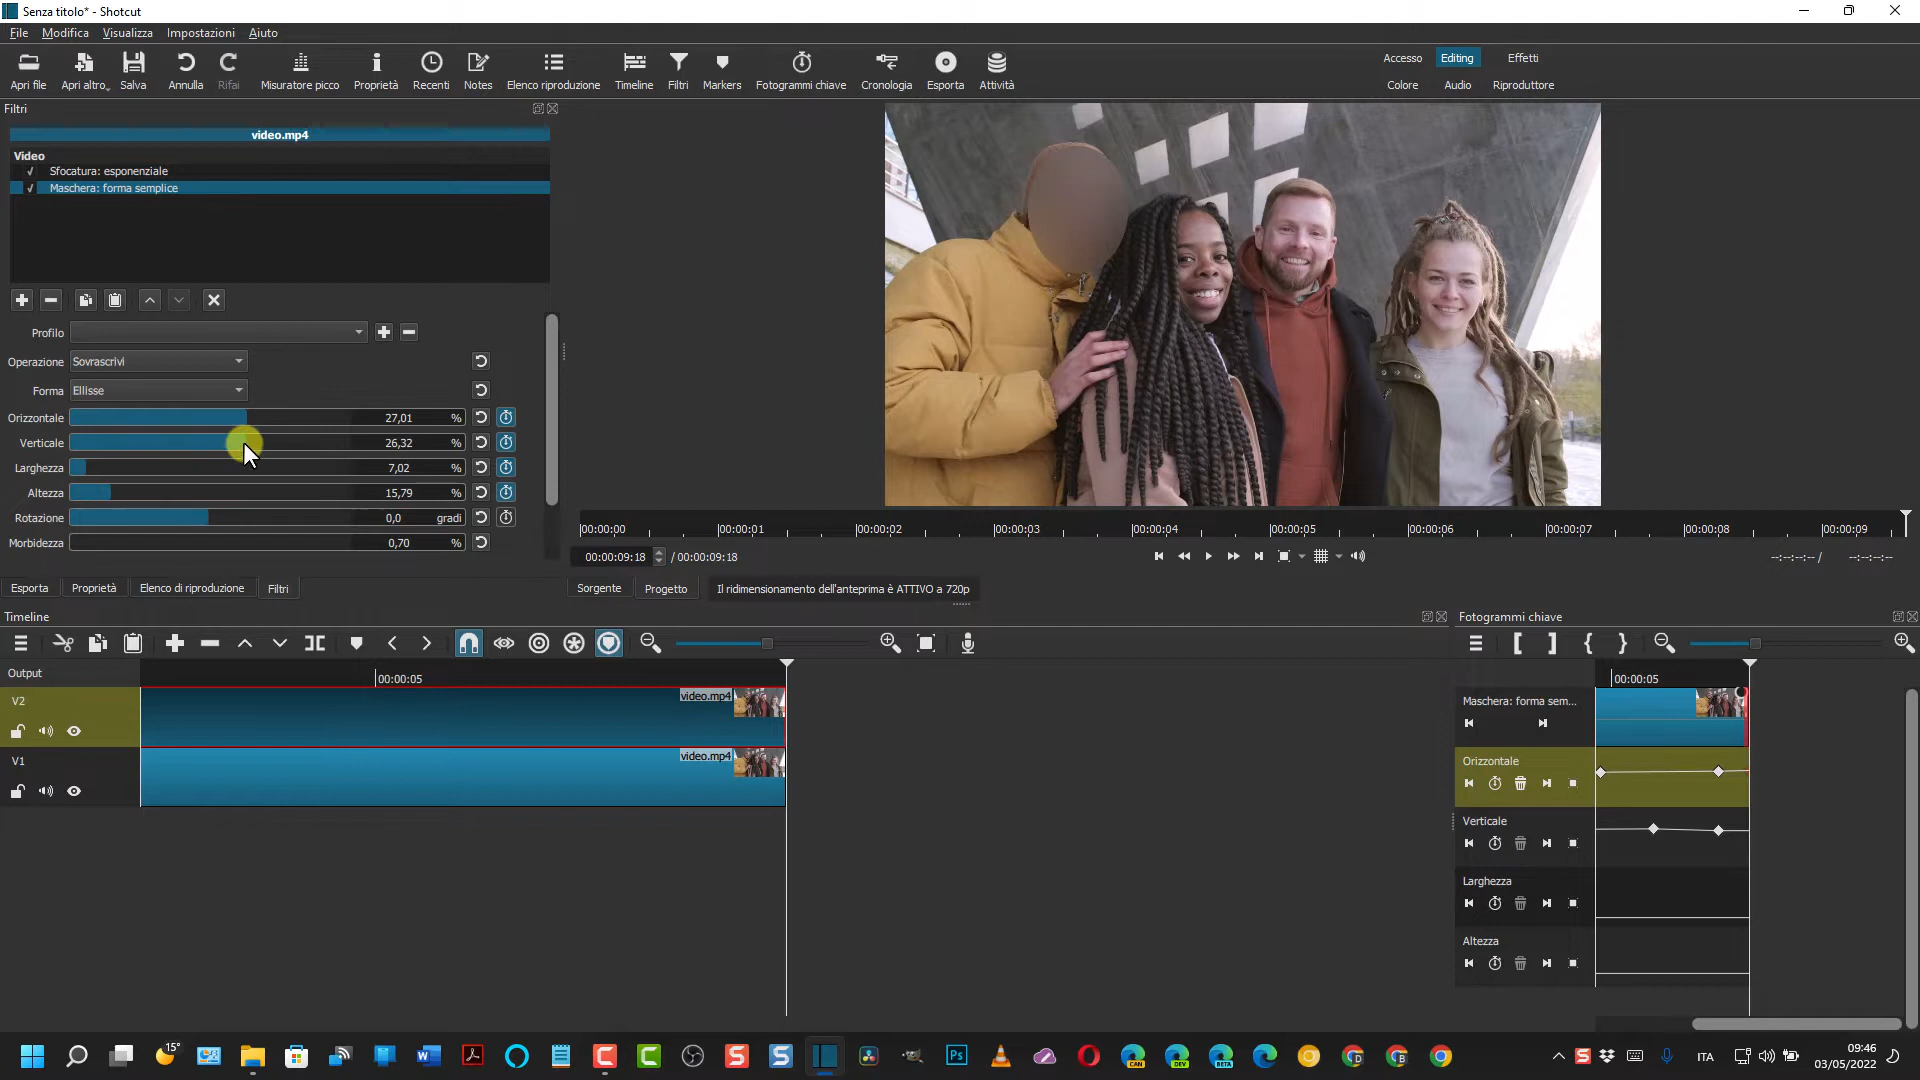 Senza titolo* - Shotcut
File Modifica Visualizza Impostazioni Aiuto
Apri file Apri altro... Salva Annulla Rifai Misuratore picco Proprietà Recenti Notes Elenco riproduzione Timeline Filtri Markers Fotogrammi chiave Cronologia Esporta Attività
Accesso Editing Effetti
Colore Audio Riproduttore
Filtri
video.mp4
Video
Sfocatura: esponenziale
Maschera: forma semplice
Profilo
Operazione Sovrascrivi
Forma Ellisse
Orizzontale 27,01 %
Verticale 26,32 %
Larghezza 7,02 %
Altezza 15,79 %
Rotazione 0,0 gradi
Morbidezza 0,70 %
00:00:00 00:00:01 00:00:02 00:00:03 00:00:04 00:00:05 00:00:06 00:00:07 00:00:08 00:00:09
00:00:09:18 / 00:00:09:18
--:--:--:-- / --:--:--:--
Esporta Proprietà Elenco di riproduzione Filtri
Sorgente Progetto Il ridimensionamento dell'anteprima è ATTIVO a 720p
Timeline
Output
00:00:05
V2
video.mp4
V1
video.mp4
Fotogrammi chiave
00:00:05
Maschera: forma sem...
Orizzontale
Verticale
Larghezza
Altezza
15°
ITA
09:46
03/05/2022